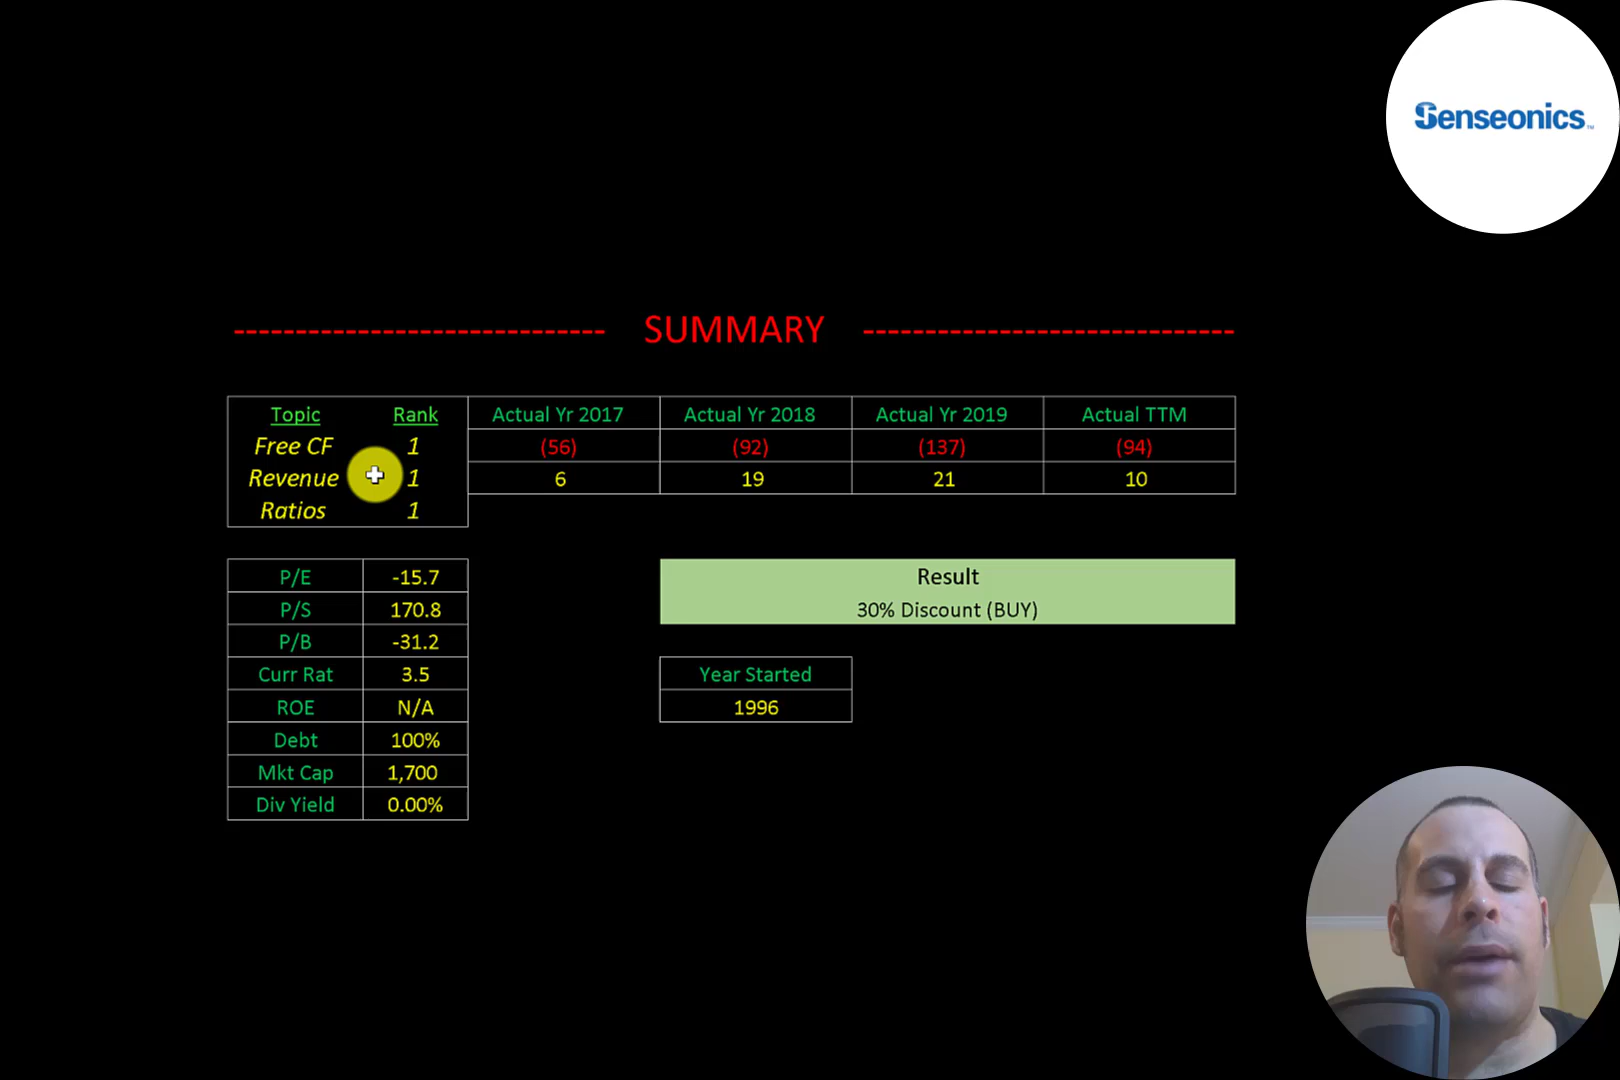 Senseonics™
------------------------------ SUMMARY ------------------------------
Topic Rank Actual Yr 2017 Actual Yr 2018 Actual Yr 2019 Actual TTM
Free CF 1 (56) (92) (137) (94)
Revenue 1 6 19 21 10
Ratios 1
P/E -15.7
Result
P/S 170.8
30% Discount (BUY)
P/B -31.2
Curr Rat 3.5
Year Started
ROE N/A
1996
Debt 100%
Mkt Cap 1,700
Div Yield 0.00%